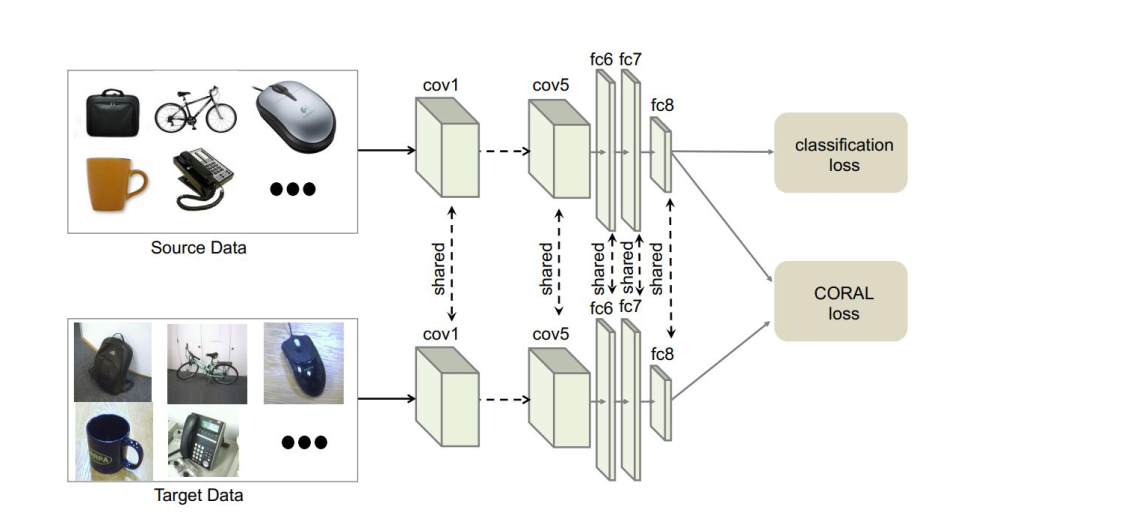 cov1
cov5
fc6 fc7
fc8
Source Data
classification
loss
shared
shared
shared
shared
shared
CORAL
loss
cov1
cov5
fc6 fc7
fc8
Target Data